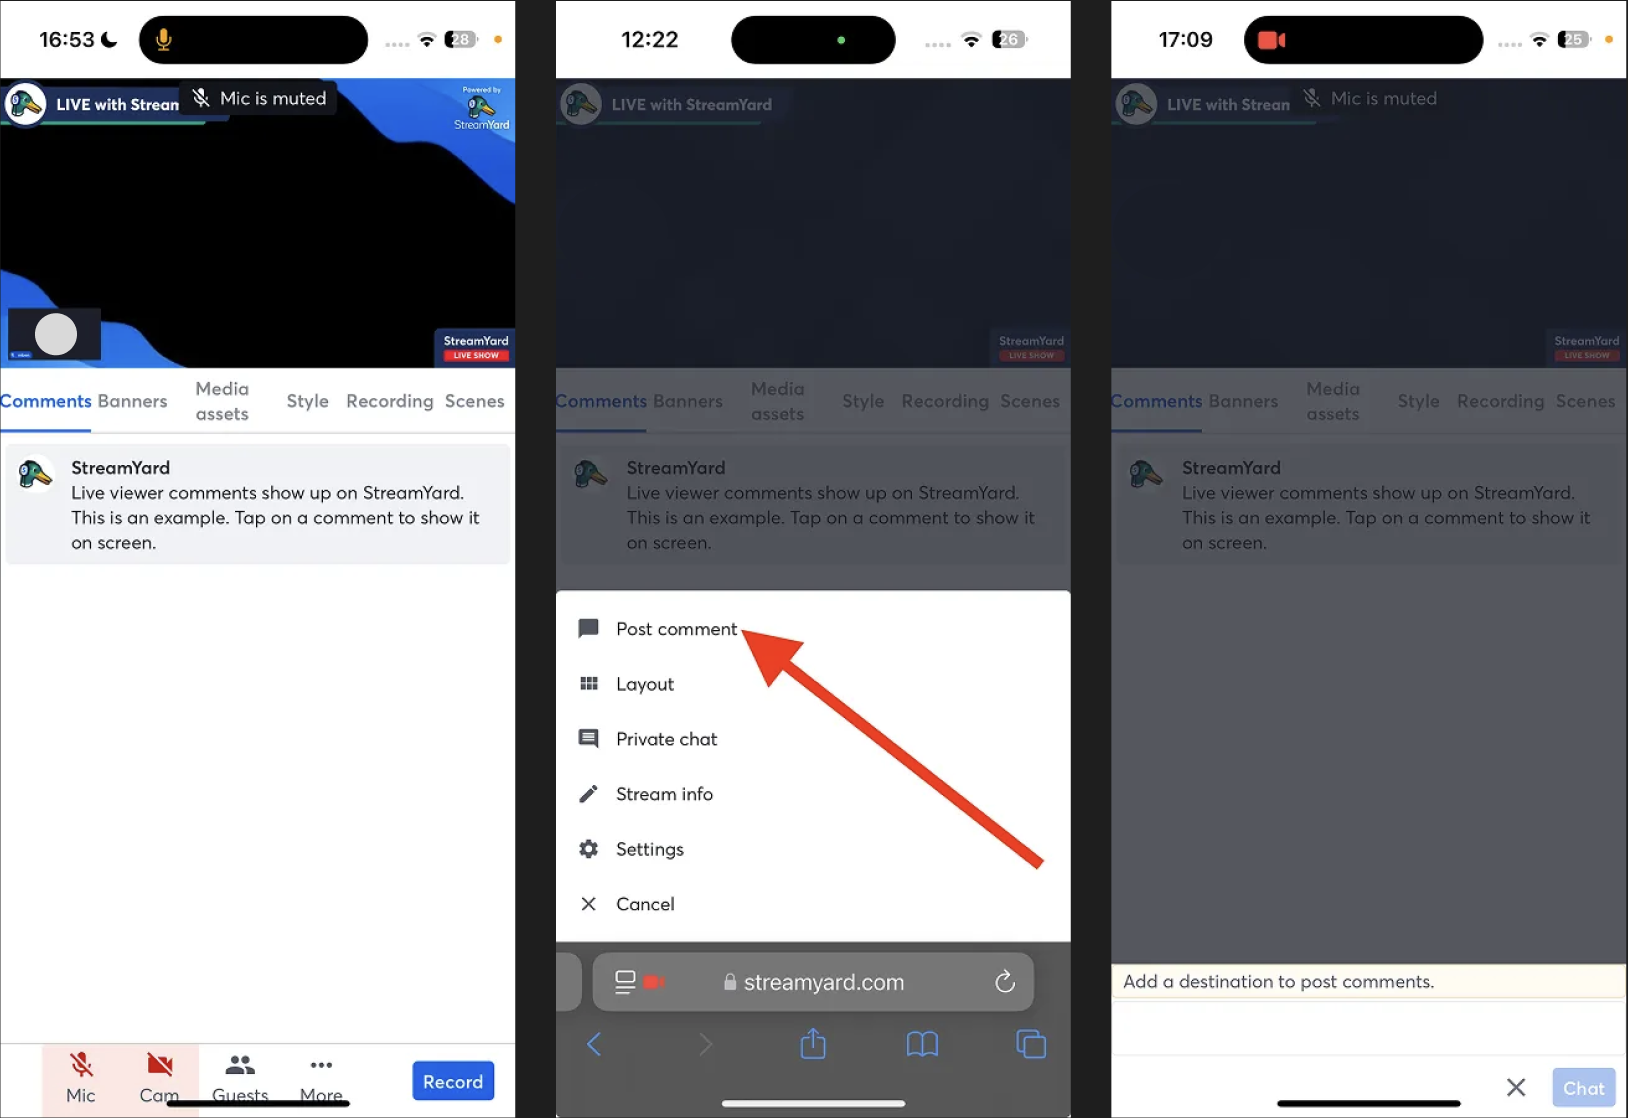 16:53
28
LIVE with Stream
Mic is muted
Powered by
StreamYard
StreamYard
LIVE SHOW
Comments
Banners
Media
assets
Style
Recording
Scenes
StreamYard
Live viewer comments show up on StreamYard.
This is an example. Tap on a comment to show it
on screen.
Mic
Cam
Guests
More
Record
12:22
26
LIVE with StreamYard
StreamYard
LIVE SHOW
Comments
Banners
Media
assets
Style
Recording
Scenes
StreamYard
Live viewer comments show up on StreamYard.
This is an example. Tap on a comment to show it
on screen.
Post comment
Layout
Private chat
Stream info
Settings
Cancel
streamyard.com
17:09
25
LIVE with Strean
Mic is muted
StreamYard
LIVE SHOW
Comments
Banners
Media
assets
Style
Recording
Scenes
StreamYard
Live viewer comments show up on StreamYard.
This is an example. Tap on a comment to show it
on screen.
Add a destination to post comments.
Chat